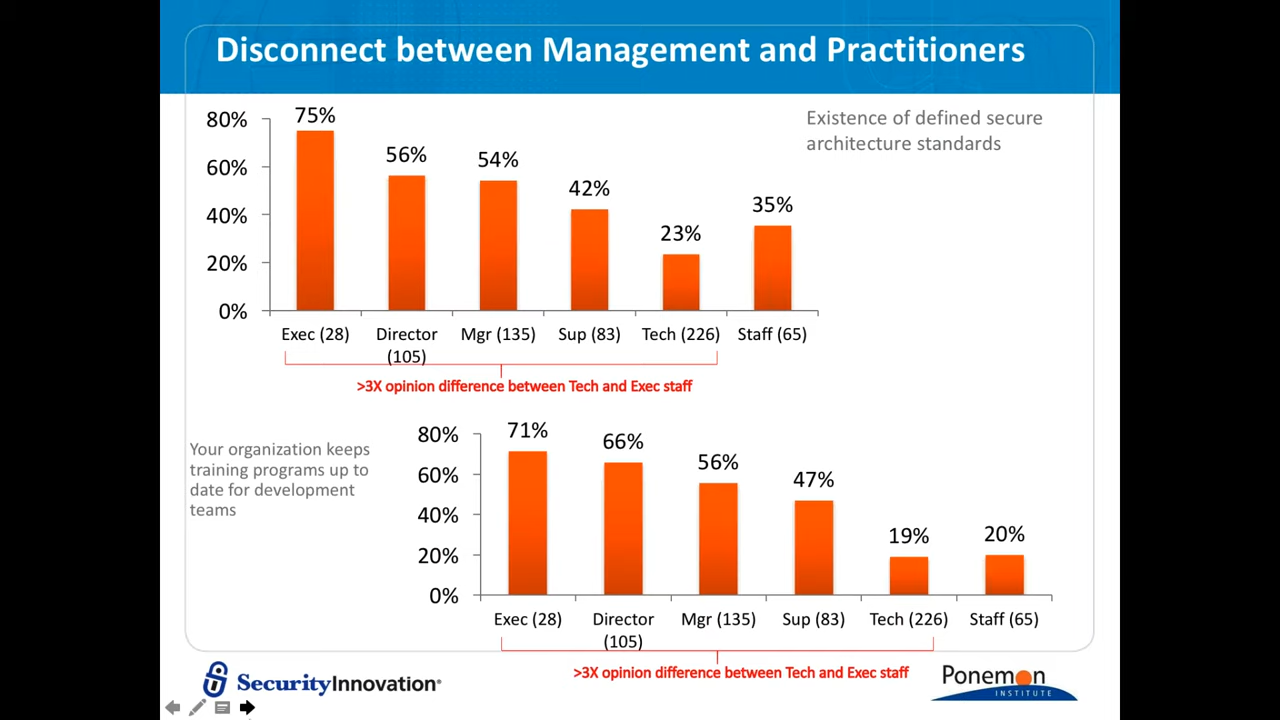 Disconnect between Management and Practitioners
80%
60%
40%
20%
0%
75%
56%
54%
42%
23%
35%
Exec (28)
Director
(105)
Mgr (135)
Sup (83)
Tech (226)
Staff (65)
Existence of defined secure
architecture standards
>3X opinion difference between Tech and Exec staff
Your organization keeps
training programs up to
date for development
teams
80%
60%
40%
20%
0%
71%
66%
56%
47%
19%
20%
Exec (28)
Director
(105)
Mgr (135)
Sup (83)
Tech (226)
Staff (65)
>3X opinion difference between Tech and Exec staff
SecurityInnovation®
Ponemon
INSTITUTE